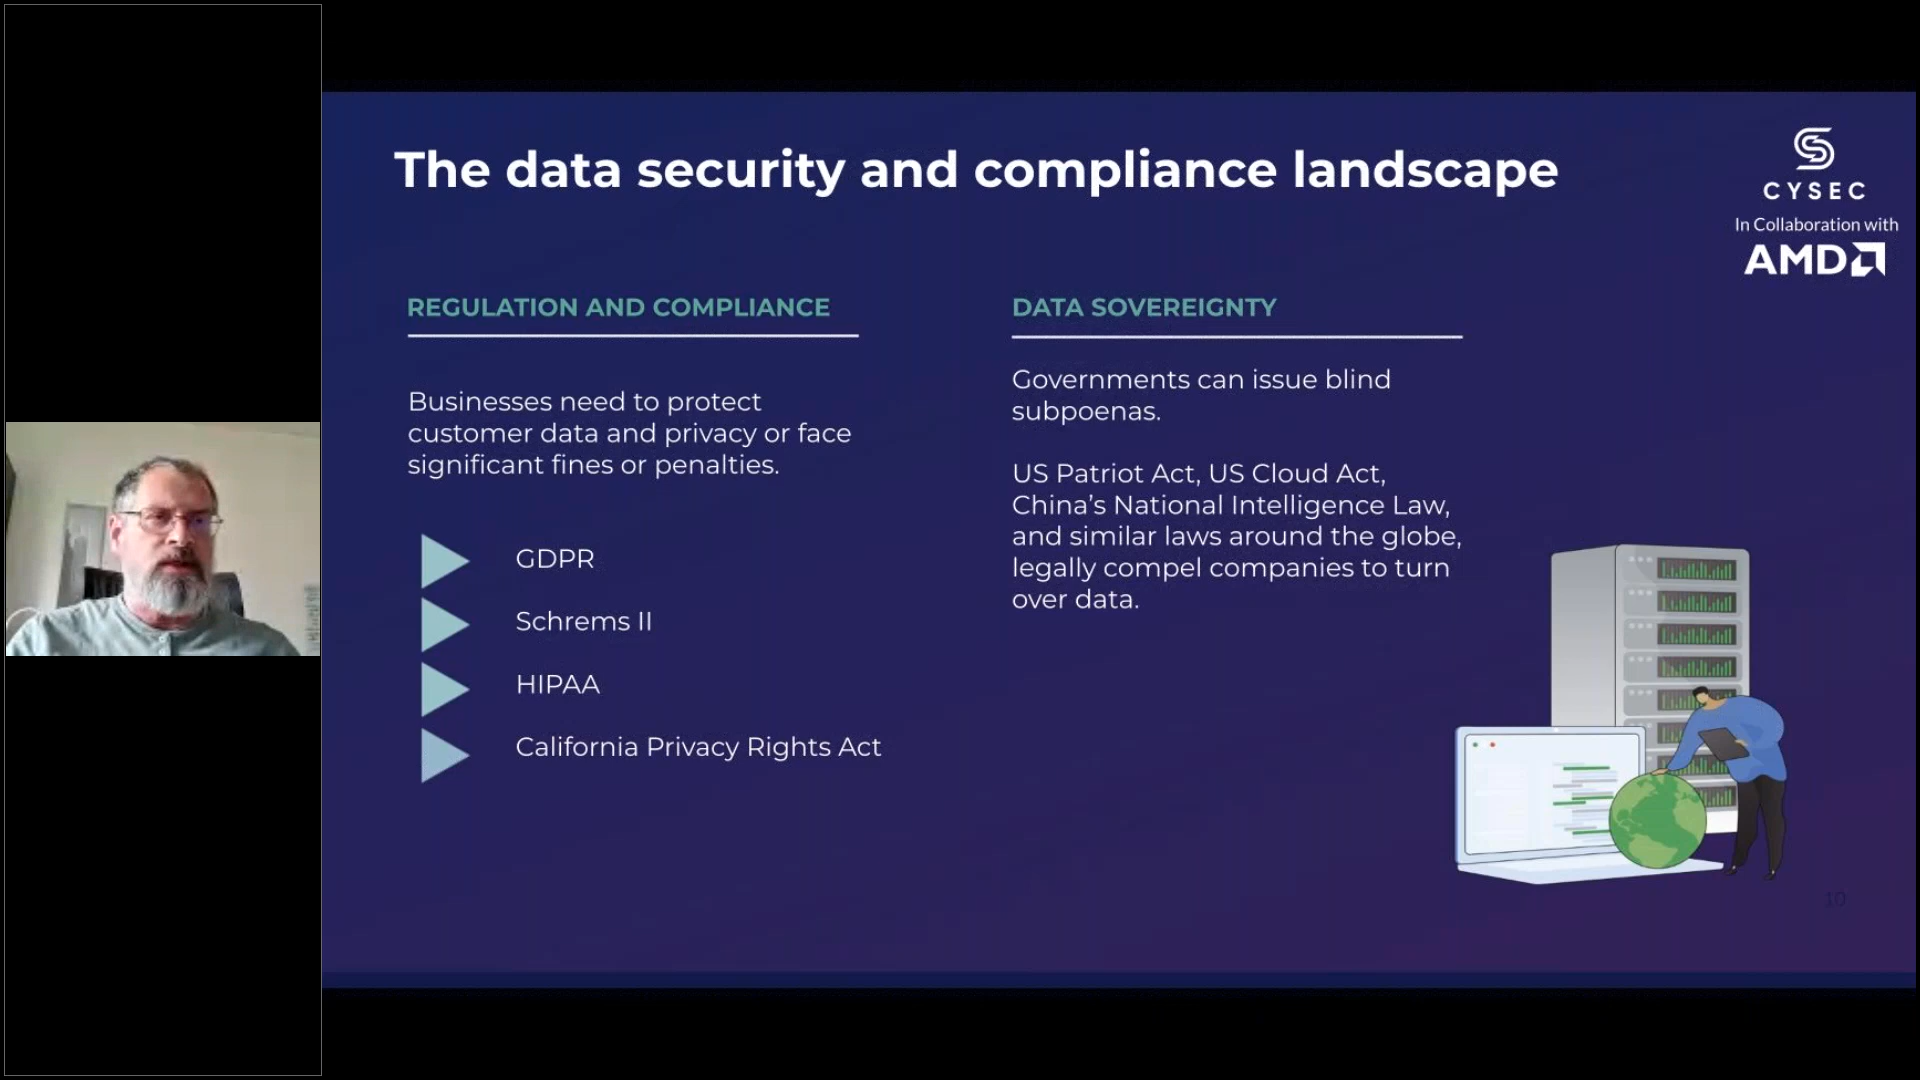 The data security and compliance landscape
CYSEC
In Collaboration with
AMD
REGULATION AND COMPLIANCE
Businesses need to protect
customer data and privacy or face
significant fines or penalties.
GDPR
Schrems II
HIPAA
California Privacy Rights Act
DATA SOVEREIGNTY
Governments can issue blind
subpoenas.
US Patriot Act, US Cloud Act,
China’s National Intelligence Law,
and similar laws around the globe,
legally compel companies to turn
over data.
10